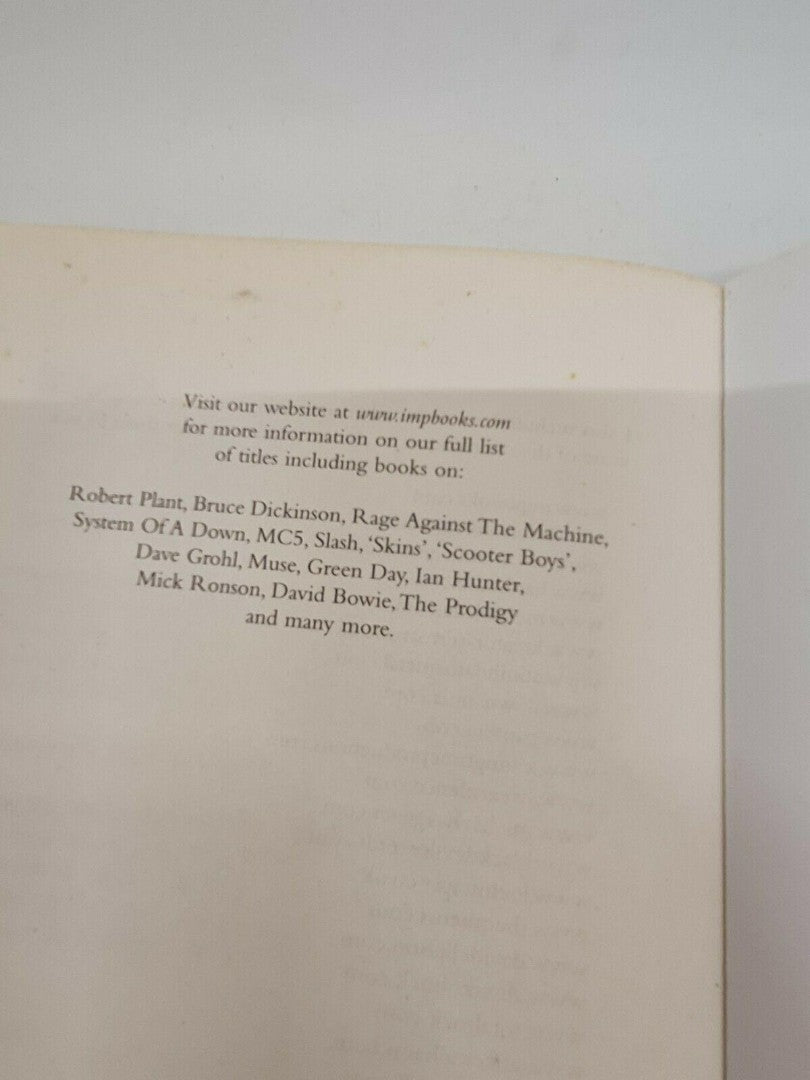 Visit our website at www.impbooks.com
for more information on our full list
of titles including books on:
Robert Plant, Bruce Dickinson, Rage Against The Machine,
System Of A Down, MC5, Slash, ‘Skins’, ‘Scooter Boys’,
Dave Grohl, Muse, Green Day, Ian Hunter,
Mick Ronson, David Bowie, The Prodigy
and many more.